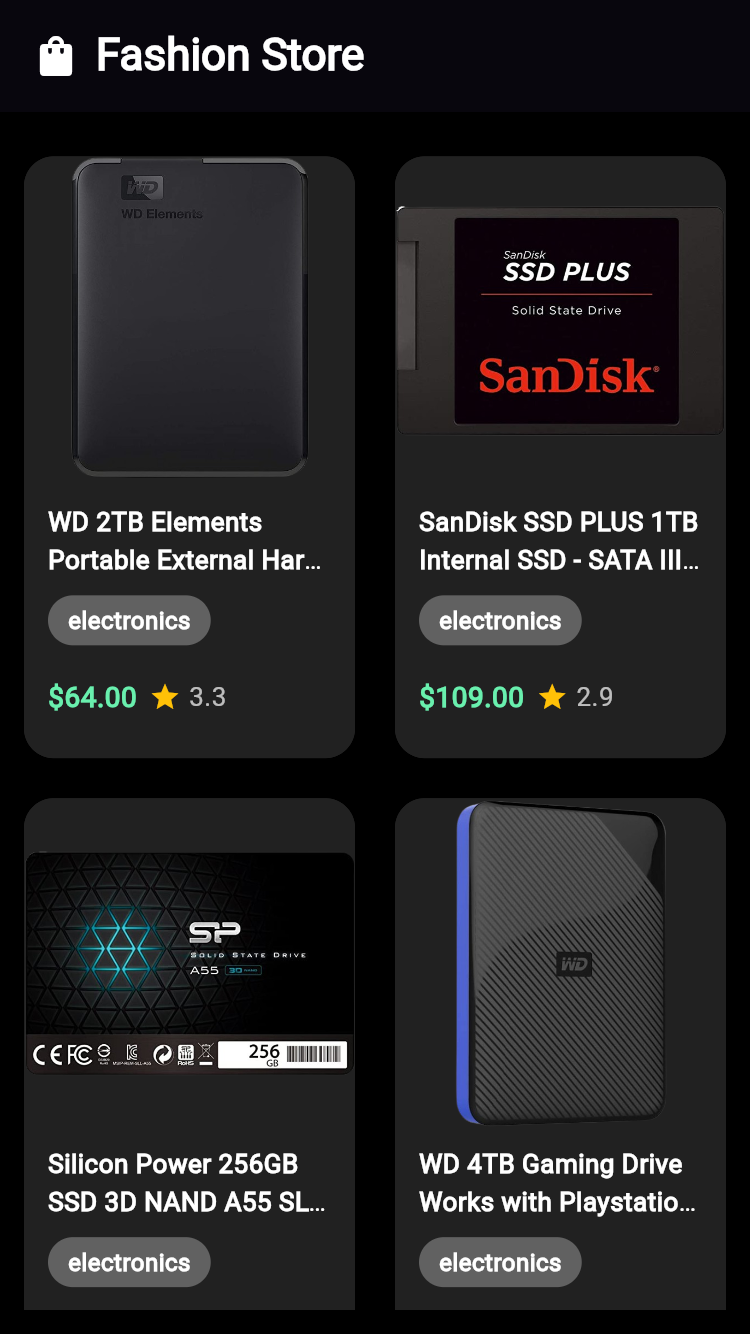 Fashion Store
WD
WD Elements
SanDisk
SSD PLUS
Solid State Drive
SanDisk®
WD 2TB Elements
Portable External Har...
SanDisk SSD PLUS 1TB
Internal SSD - SATA III...
electronics
electronics
$64.00 3.3
$109.00 2.9
SP
SOLID STATE DRIVE
A55 3D NAND
WD
CE FC
RoHS
256
GB
Silicon Power 256GB
SSD 3D NAND A55 SL...
WD 4TB Gaming Drive
Works with Playstatio...
electronics
electronics